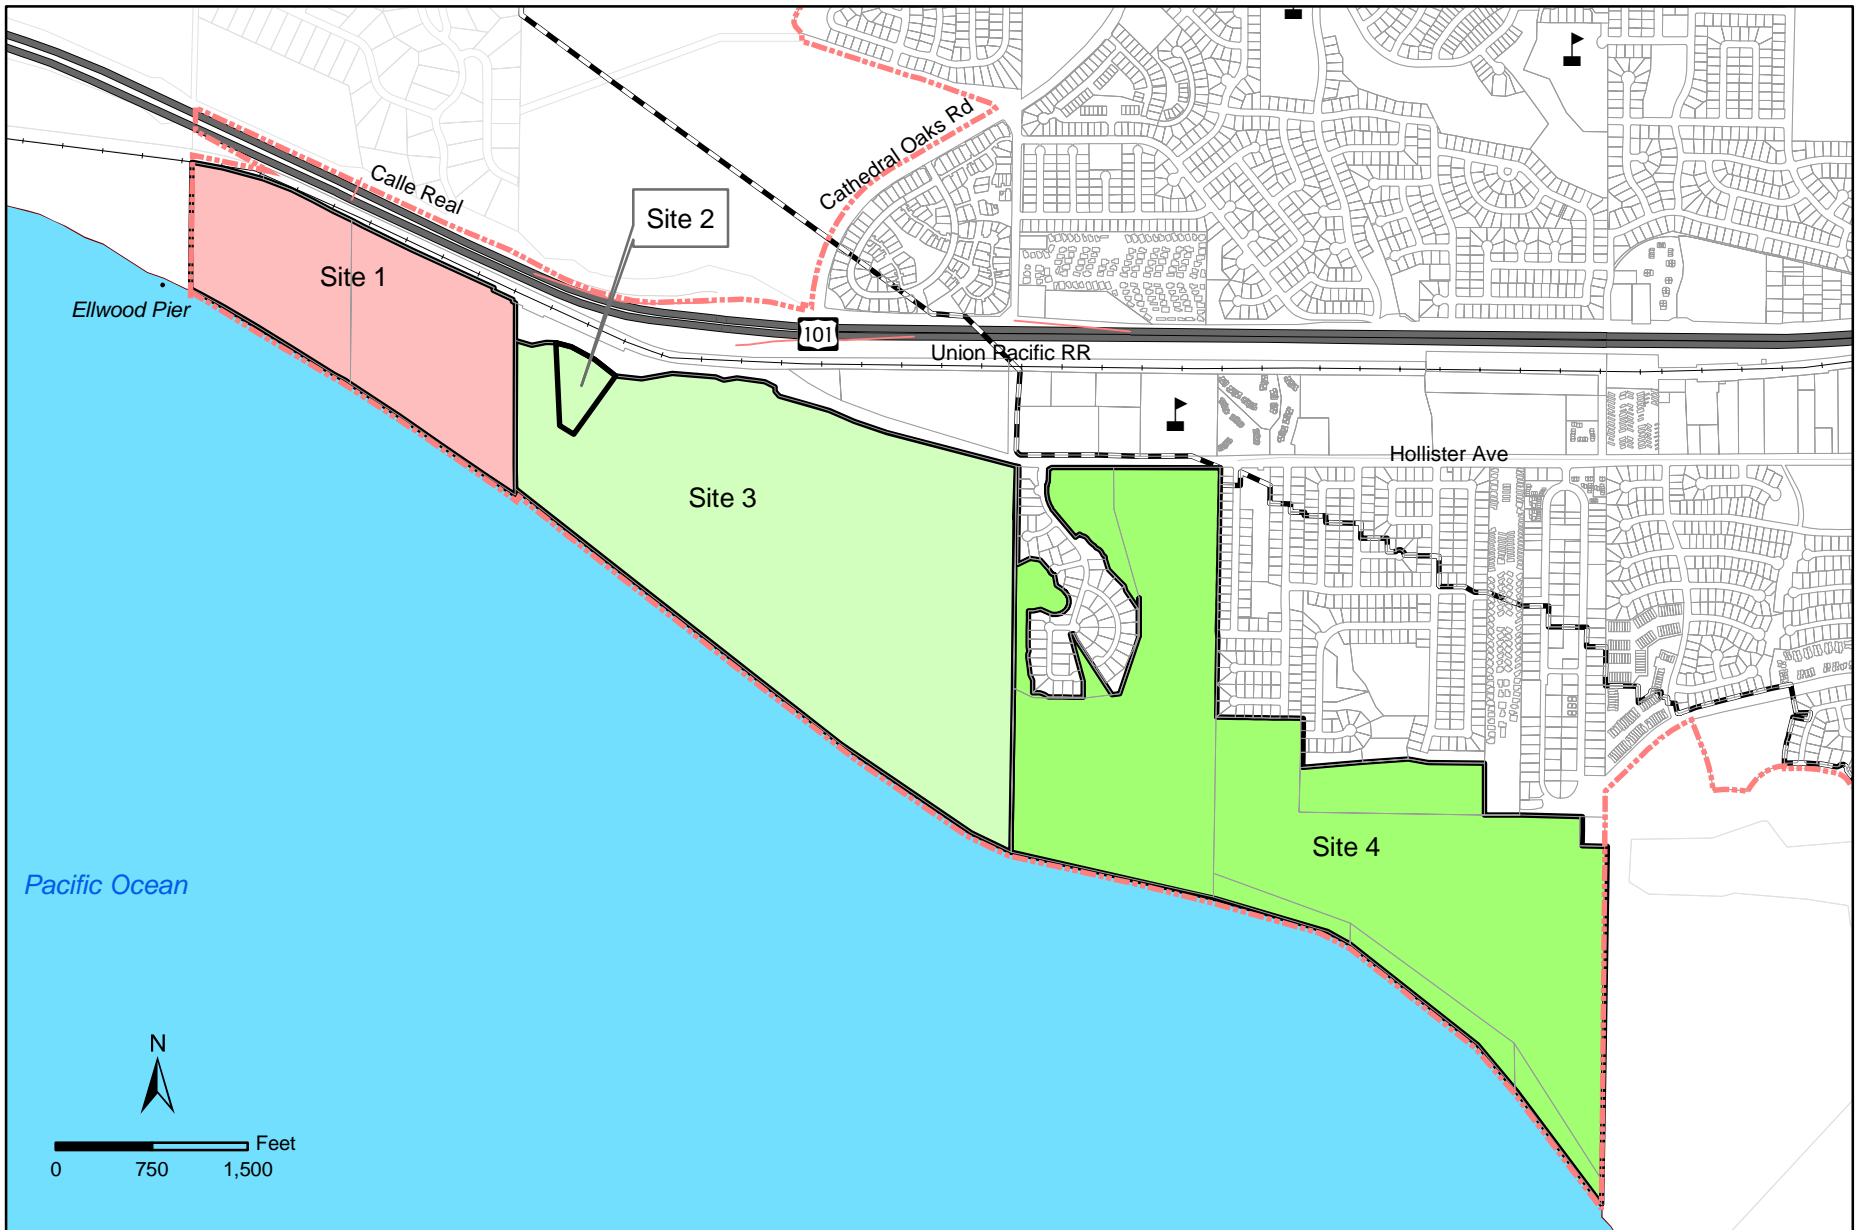 Cathedral Oaks Rd
Calle Real
Site 2
Site 1
Ellwood Pier
101
Union Pacific RR
Hollister Ave
Site 3
Site 4
Pacific Ocean
N
Feet
0 750 1,500